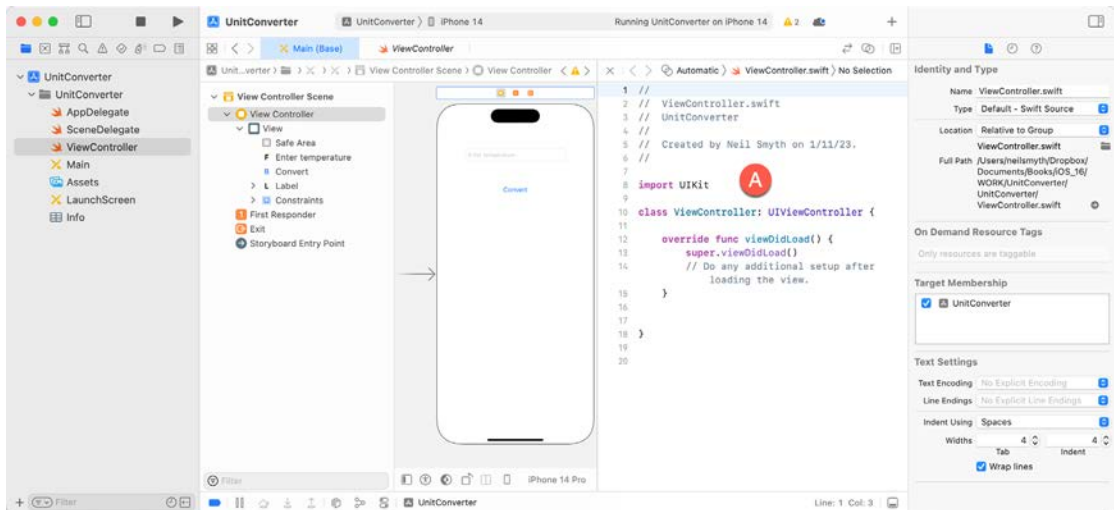 UnitConverter
UnitConverter 〉 iPhone 14
Running UnitConverter on iPhone 14
2
Main (Base)
ViewController
UnitConverter
UnitConverter
AppDelegate
SceneDelegate
ViewController
Main
Assets
LaunchScreen
Info
Filter
Unit...verter 〉 〉 〉 〉 View Controller Scene 〉 View Controller
View Controller Scene
View Controller
View
Safe Area
F Enter temperature
B Convert
L Label
Constraints
First Responder
Exit
Storyboard Entry Point
Filter
Convert
iPhone 14 Pro
Automatic 〉 ViewController.swift 〉 No Selection
1 //
2 // ViewController.swift
3 // UnitConverter
4 //
5 // Created by Neil Smyth on 1/11/23.
6 //
7
8 import UIKit
A
9
10 class ViewController: UIViewController {
11
12 override func viewDidLoad() {
13 super.viewDidLoad()
14 // Do any additional setup after
loading the view.
15 }
16
17
18 }
19
20
UnitConverter
Line: 1 Col: 3
Identity and Type
Name ViewController.swift
Type Default - Swift Source
Location Relative to Group
ViewController.swift
Full Path /Users/neilsmyth/Dropbox/
Documents/Books/iOS_16/
WORK/UnitConverter/
UnitConverter/
ViewController.swift
On Demand Resource Tags
Only resources are taggable
Target Membership
UnitConverter
Text Settings
Text Encoding No Explicit Encoding
Line Endings No Explicit Line Endings
Indent Using Spaces
Widths 4 4
Tab Indent
Wrap lines